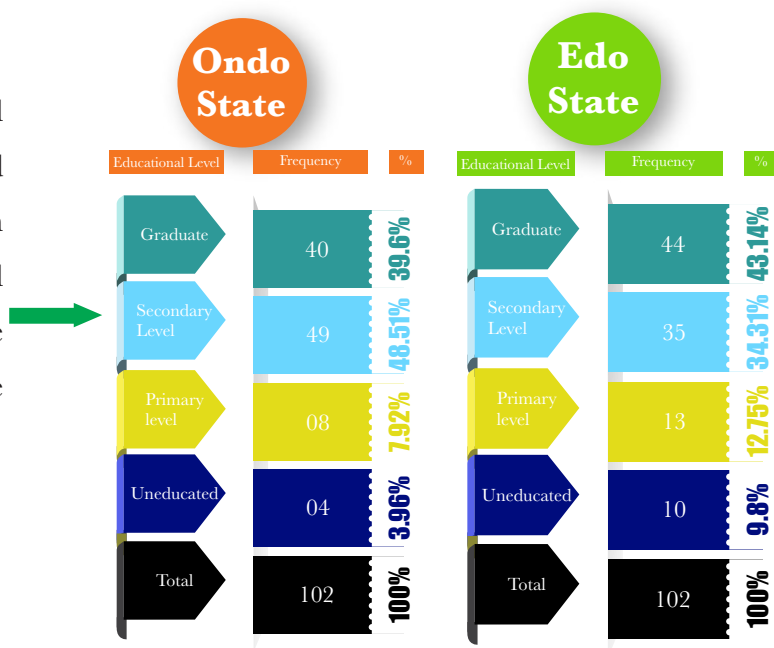 Ondo
State
Educational Level Frequency %
Graduate 40 39.6%
Secondary
Level 49 48.51%
Primary
level 08 7.92%
Uneducated 04 3.96%
Total 102 100%
Edo
State
Educational Level Frequency %
Graduate 44 43.14%
Secondary
Level 35 34.31%
Primary
level 13 12.75%
Uneducated 10 9.8%
Total 102 100%